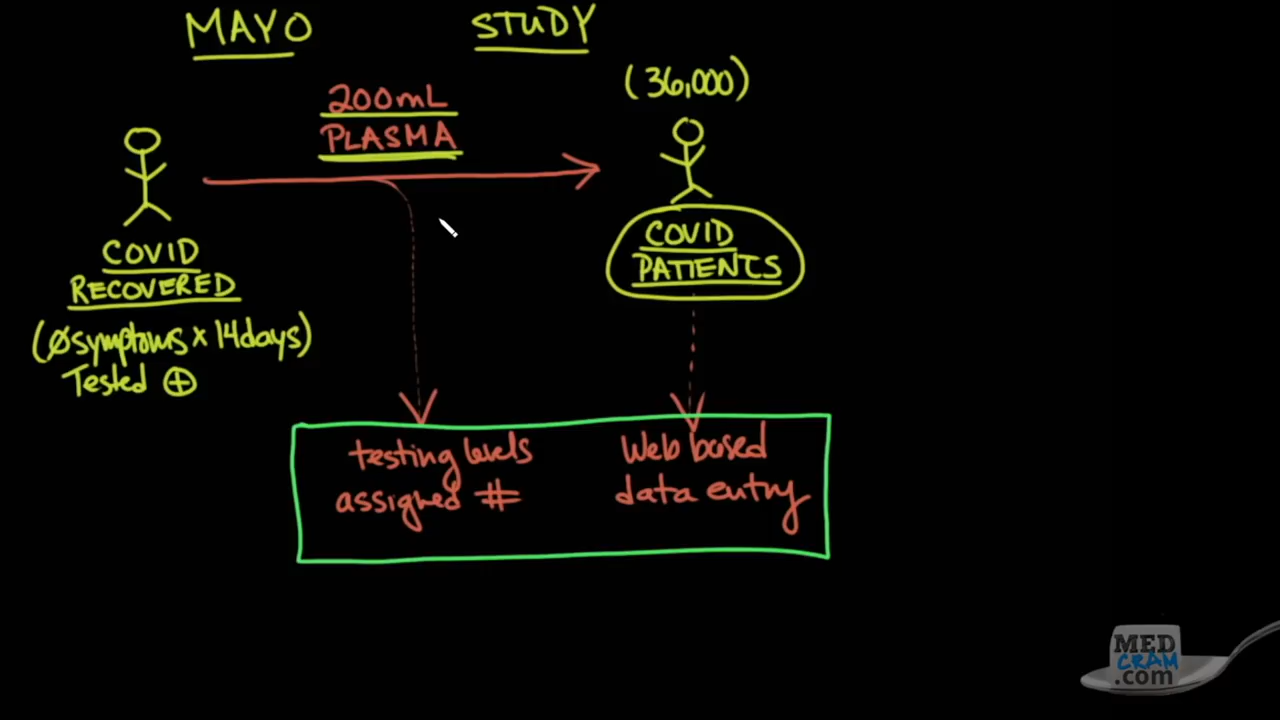 MAYO STUDY
(36,000)
200mL
PLASMA
COVID
RECOVERED
(Øsymptoms x 14days)
Tested ⊕
COVID
PATIENTS
testing levels
assigned #
Web based
data entry
MED
CRAM
.com